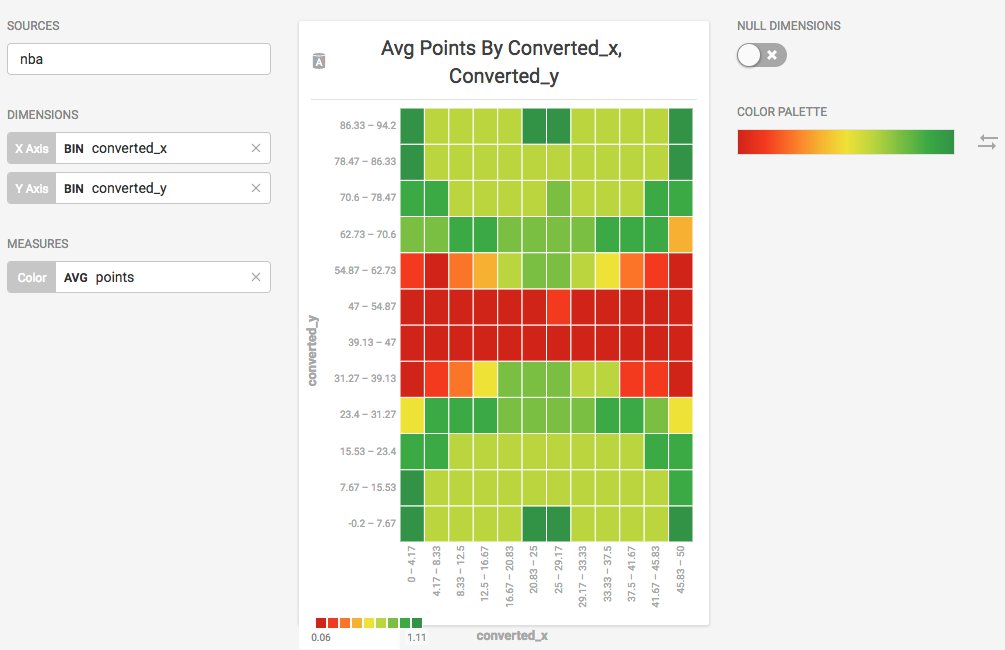 SOURCES
nba
DIMENSIONS
X Axis BIN converted_x ×
Y Axis BIN converted_y ×
MEASURES
Color AVG points ×
A
Avg Points By Converted_x,
Converted_y
converted_y
86.33 – 94.2
78.47 – 86.33
70.6 – 78.47
62.73 – 70.6
54.87 – 62.73
47 – 54.87
39.13 – 47
31.27 – 39.13
23.4 – 31.27
15.53 – 23.4
7.67 – 15.53
-0.2 – 7.67
0 – 4.17
4.17 – 8.33
8.33 – 12.5
12.5 – 16.67
16.67 – 20.83
20.83 – 25
25 – 29.17
29.17 – 33.33
33.33 – 37.5
37.5 – 41.67
41.67 – 45.83
45.83 – 50
0.06
1.11
converted_x
NULL DIMENSIONS
COLOR PALETTE